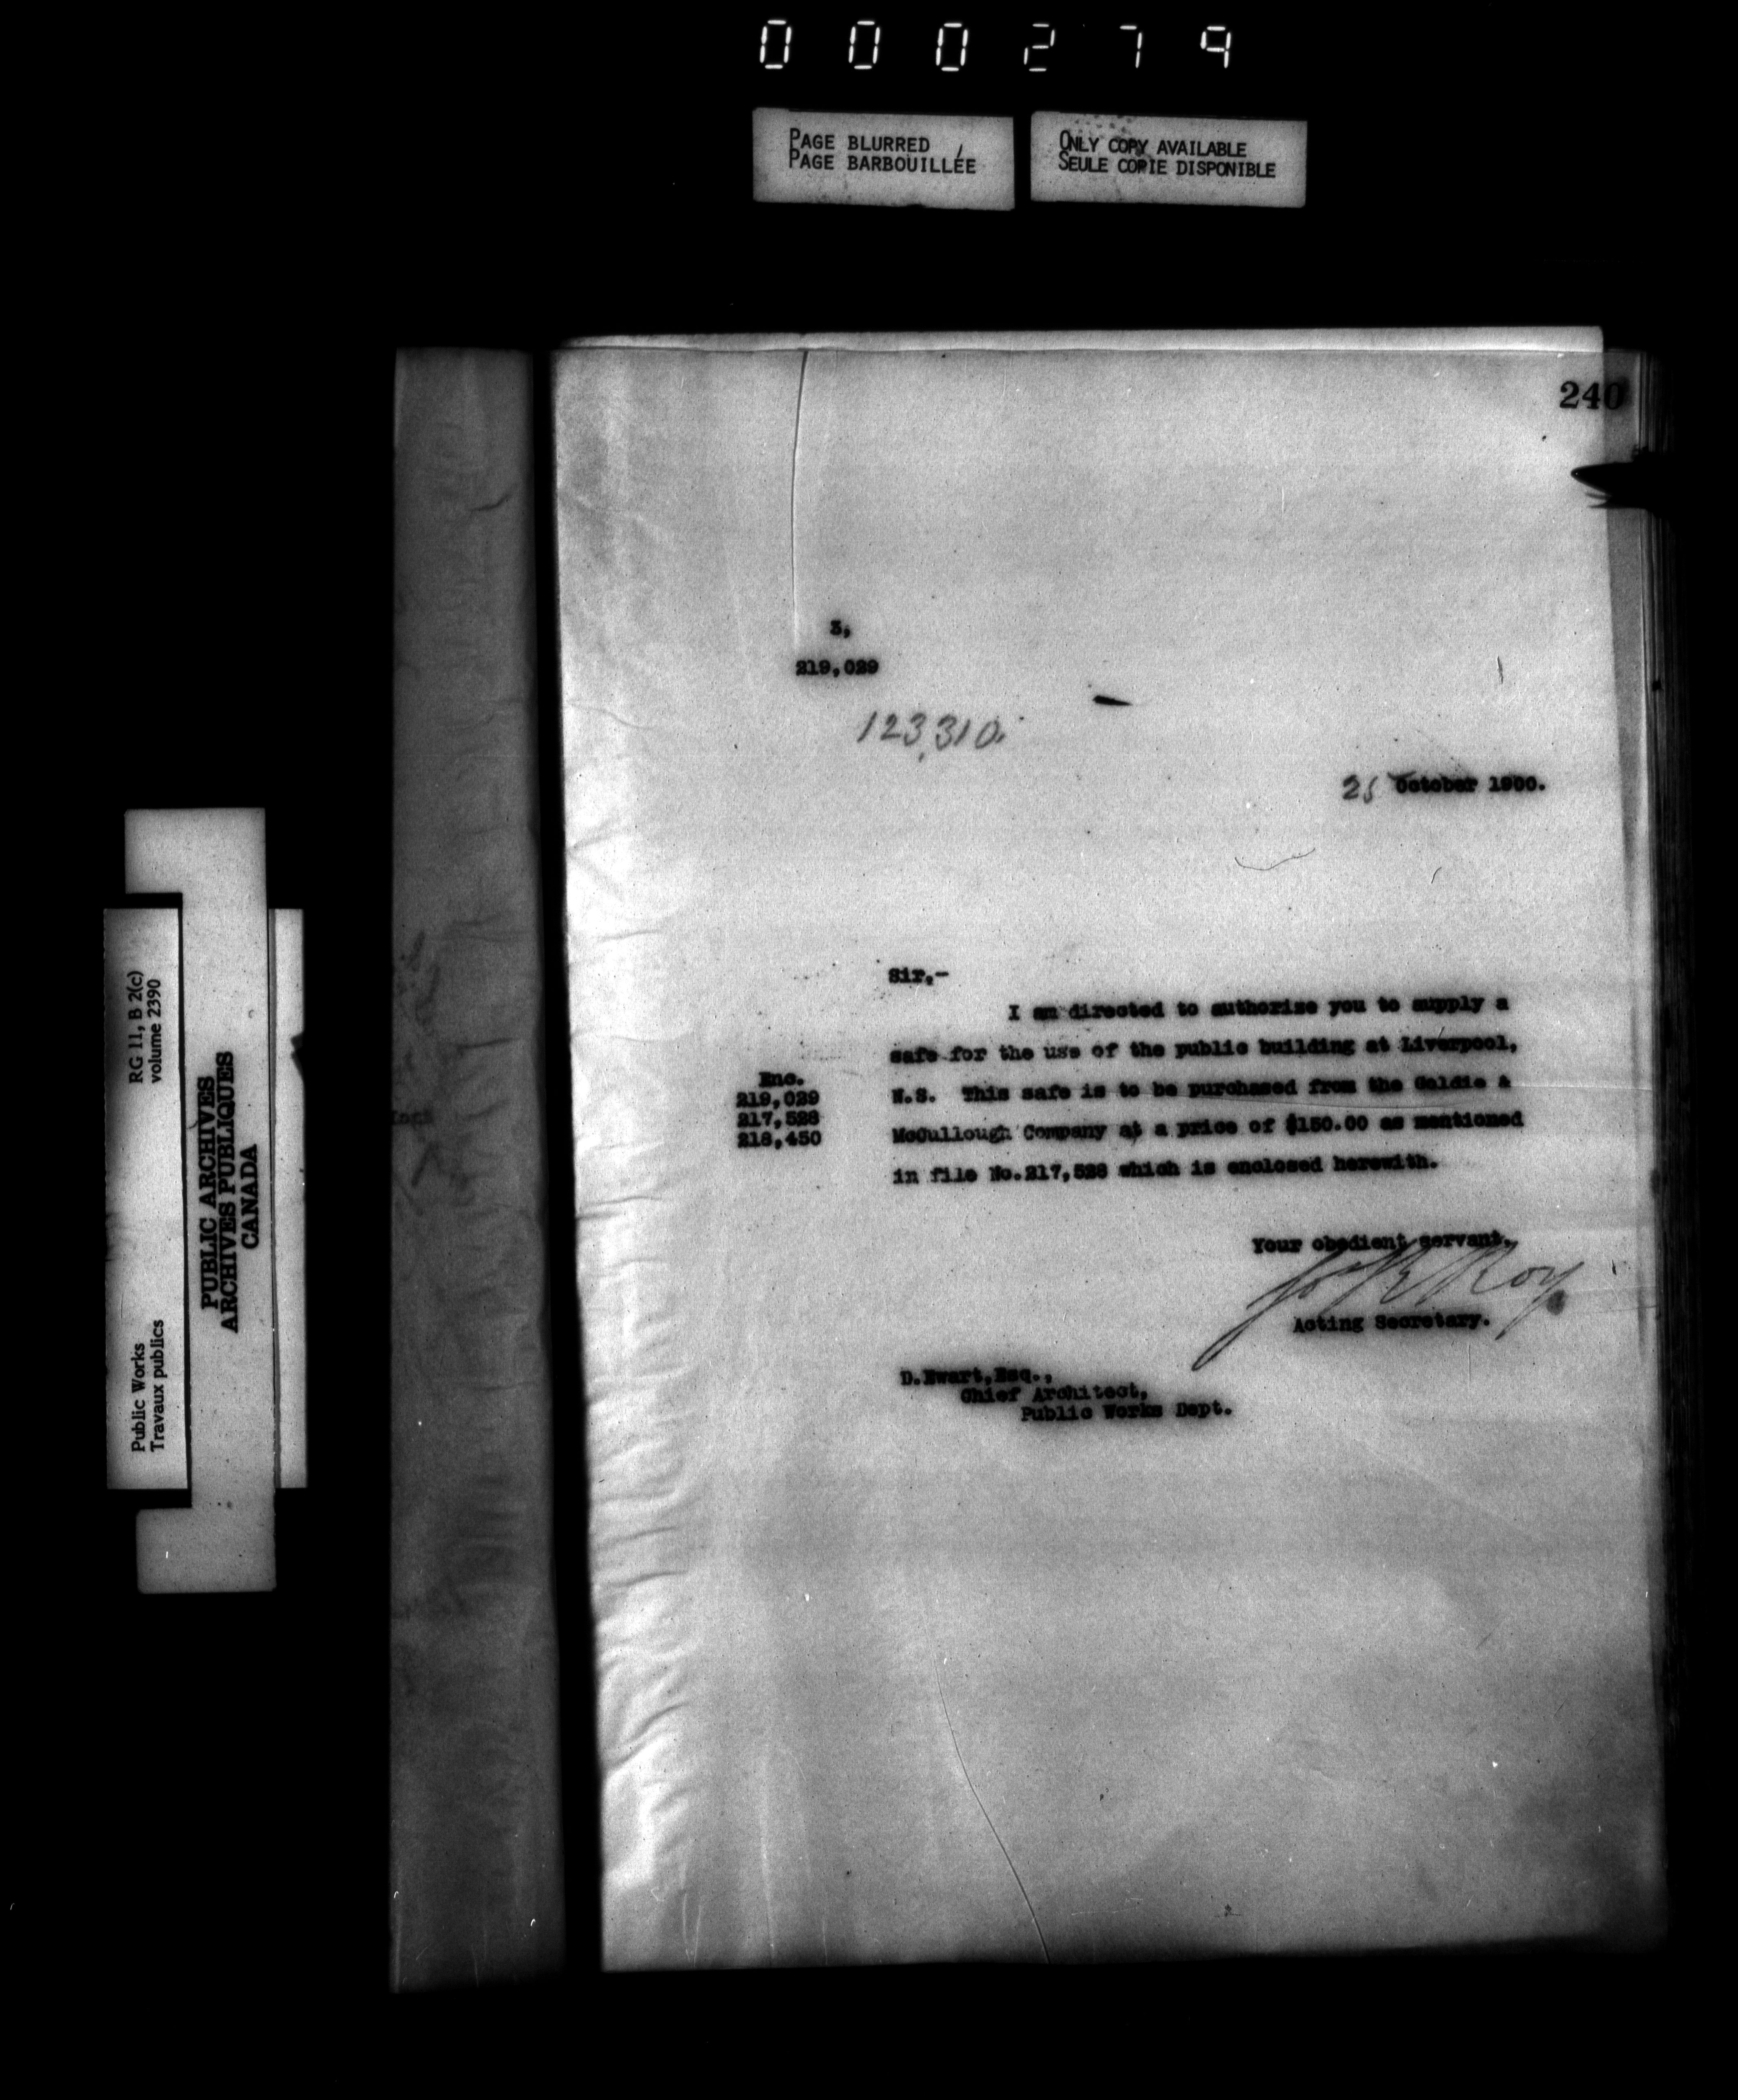 000279
PAGE BLURRED
PAGE BARBOUILLÉE
ONLY COPY AVAILABLE
SEULE COPIE DISPONIBLE
240
3,
219,029
123,310.
25 October 1900.
Sir,-
I am directed to authorize you to supply a
safe for the use of the public building at Liverpool,
N.S. This safe is to be purchased from the Goldie &
McCullough Company at a price of $150.00 as mentioned
in file No.217,528 which is enclosed herewith.
Enc.
219,029
217,528
218,450
Your obedient servant,
Jos R Roy
Acting Secretary.
D.Ewart,Esq.,
Chief Architect,
Public Works Dept.
RG 11, B 2(c)
volume 2390
Public Works
Travaux publics
PUBLIC ARCHIVES
ARCHIVES PUBLIQUES
CANADA